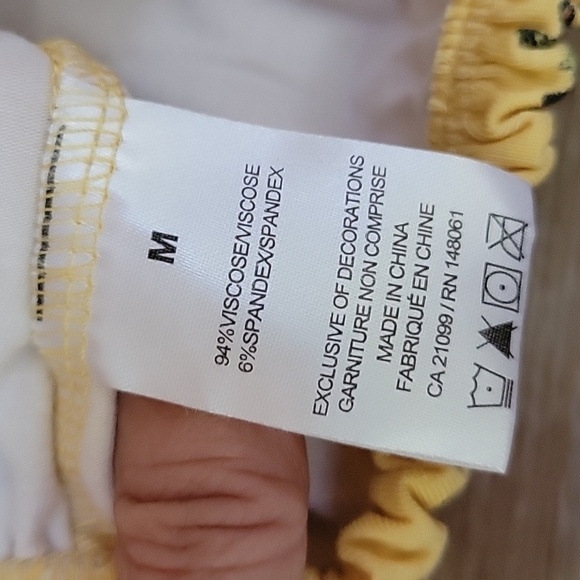 M
94%VISCOSE/VISCOSE
6%SPANDEX/SPANDEX
EXCLUSIVE OF DECORATIONS
GARNITURE NON COMPRISE
MADE IN CHINA
FABRIQUÉ EN CHINE
CA 21099 / RN 148061